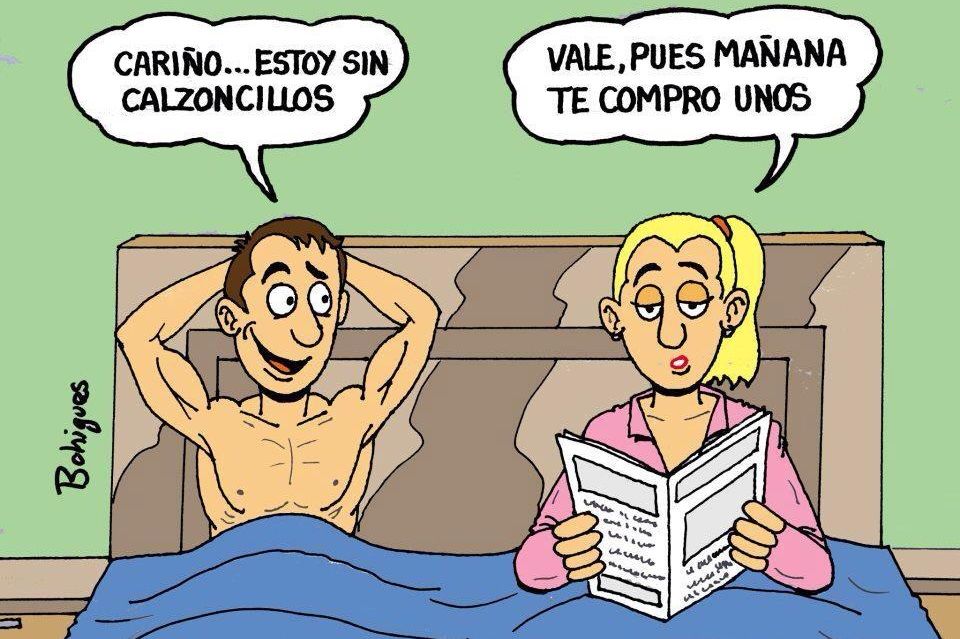 CARIÑO...ESTOY SIN
CALZONCILLOS
VALE, PUES MAÑANA
TE COMPRO UNOS
Bohigues